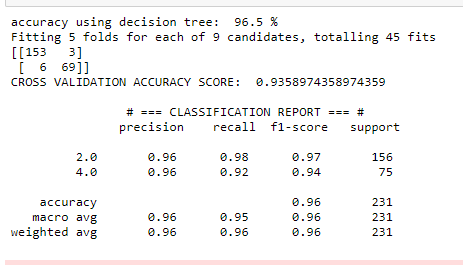 accuracy using decision tree:  96.5 %
Fitting 5 folds for each of 9 candidates, totalling 45 fits
[[153   3]
 [  6  69]]
CROSS VALIDATION ACCURACY SCORE:  0.9358974358974359
# === CLASSIFICATION REPORT === #
precision    recall  f1-score   support
2.0       0.96      0.98      0.97       156
4.0       0.96      0.92      0.94        75
accuracy                           0.96       231
macro avg       0.96      0.95      0.96       231
weighted avg       0.96      0.96      0.96       231